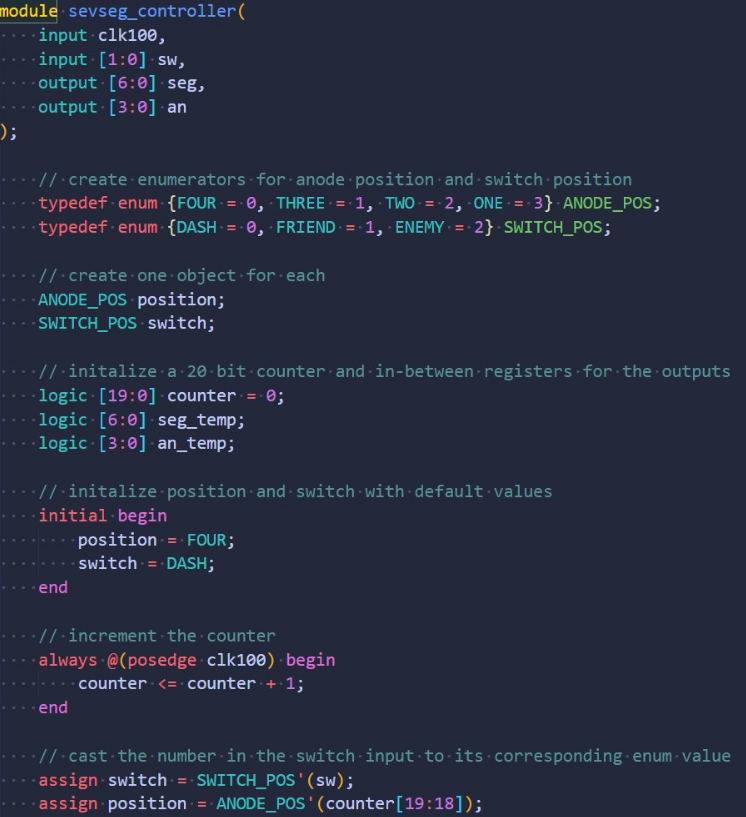 module sevseg_controller(
    input clk100,
    input [1:0] sw,
    output [6:0] seg,
    output [3:0] an
);

    // create enumerators for anode position and switch position
    typedef enum {FOUR = 0, THREE = 1, TWO = 2, ONE = 3} ANODE_POS;
    typedef enum {DASH = 0, FRIEND = 1, ENEMY = 2} SWITCH_POS;

    // create one object for each
    ANODE_POS position;
    SWITCH_POS switch;

    // initalize a 20 bit counter and in-between registers for the outputs
    logic [19:0] counter = 0;
    logic [6:0] seg_temp;
    logic [3:0] an_temp;

    // initalize position and switch with default values
    initial begin
        position = FOUR;
        switch = DASH;
    end

    // increment the counter
    always @(posedge clk100) begin
        counter <= counter + 1;
    end

    // cast the number in the switch input to its corresponding enum value
    assign switch = SWITCH_POS'(sw);
    assign position = ANODE_POS'(counter[19:18]);